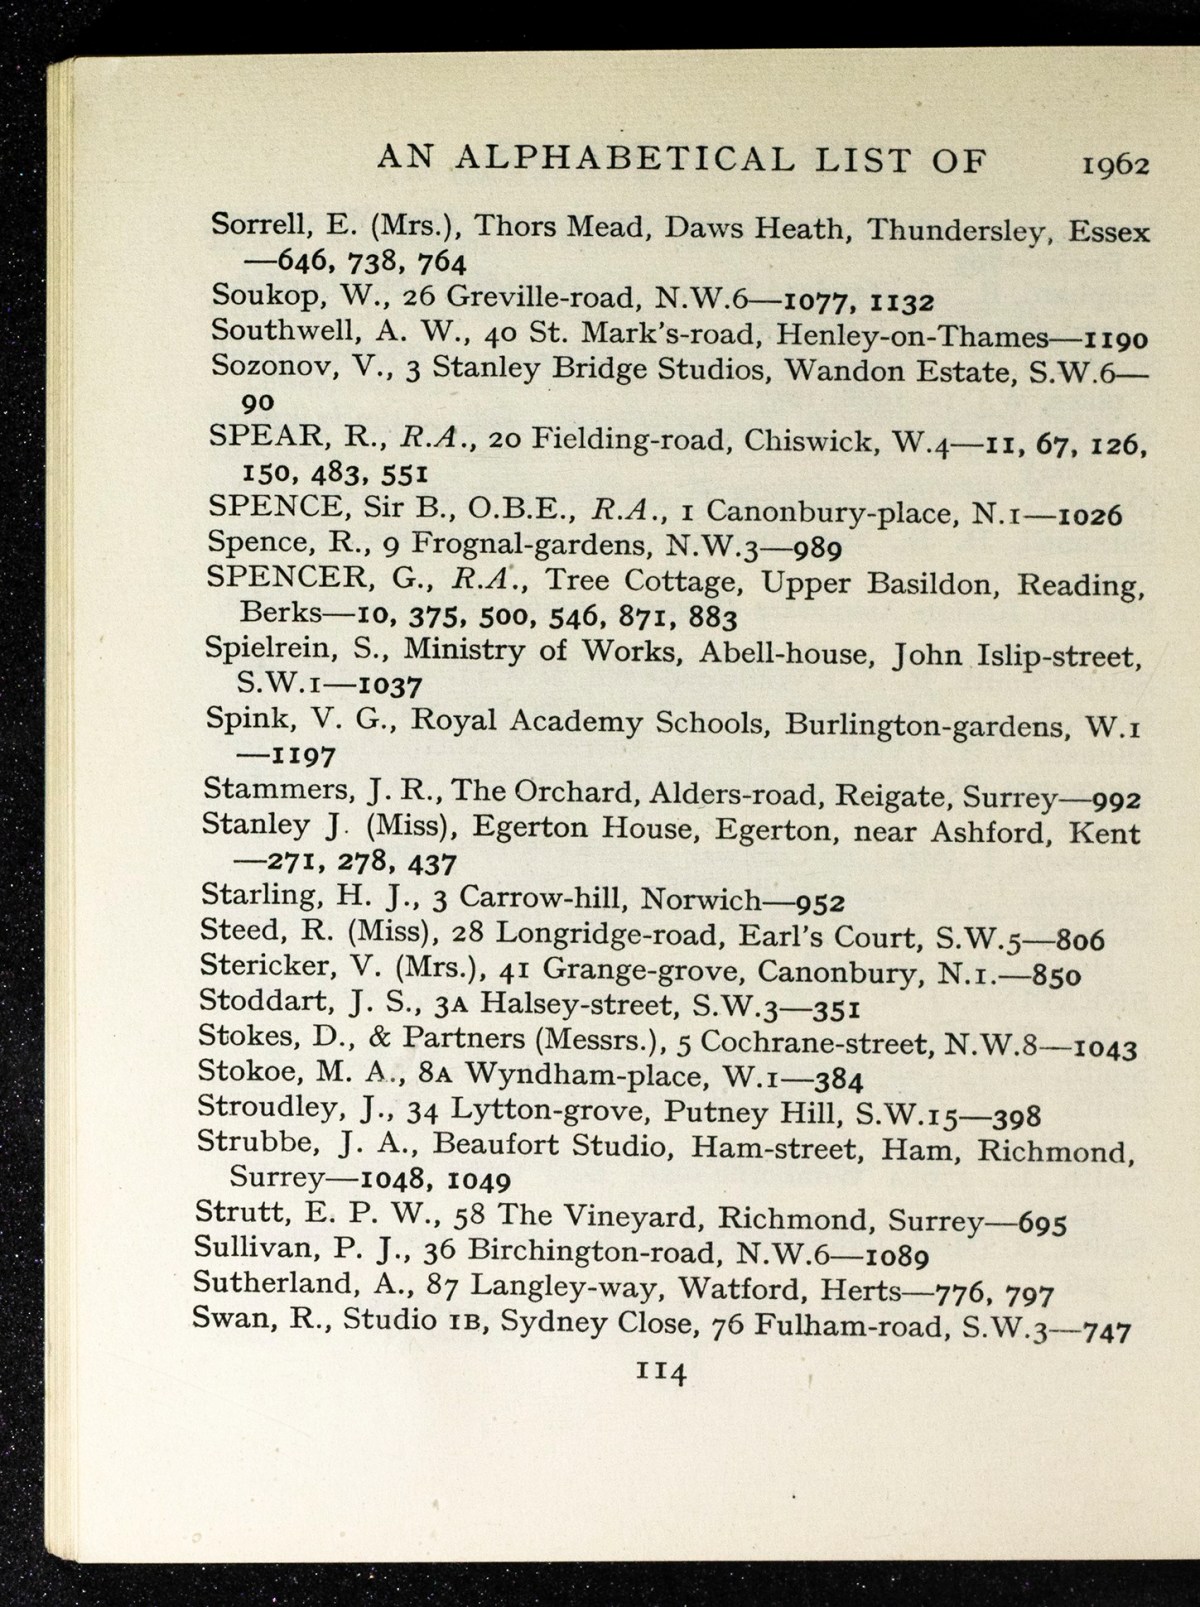 AN ALPHABETICAL LIST OF 1962
Sorrell, E. (Mrs.), Thors Mead, Daws Heath, Thundersley, Essex
—646, 738, 764
Soukop, W., 26 Greville-road, N.W.6—1077, 1132
Southwell, A. W., 40 St. Mark's-road, Henley-on-Thames—1190
Sozonov, V., 3 Stanley Bridge Studios, Wandon Estate, S.W.6—
90
SPEAR, R., R.A., 20 Fielding-road, Chiswick, W.4—11, 67, 126,
150, 483, 551
SPENCE, Sir B., O.B.E., R.A., 1 Canonbury-place, N.1—1026
Spence, R., 9 Frognal-gardens, N.W.3—989
SPENCER, G., R.A., Tree Cottage, Upper Basildon, Reading,
Berks—10, 375, 500, 546, 871, 883
Spielrein, S., Ministry of Works, Abell-house, John Islip-street,
S.W.1—1037
Spink, V. G., Royal Academy Schools, Burlington-gardens, W.1
—1197
Stammers, J. R., The Orchard, Alders-road, Reigate, Surrey—992
Stanley J. (Miss), Egerton House, Egerton, near Ashford, Kent
—271, 278, 437
Starling, H. J., 3 Carrow-hill, Norwich—952
Steed, R. (Miss), 28 Longridge-road, Earl's Court, S.W.5—806
Stericker, V. (Mrs.), 41 Grange-grove, Canonbury, N.1.—850
Stoddart, J. S., 3A Halsey-street, S.W.3—351
Stokes, D., & Partners (Messrs.), 5 Cochrane-street, N.W.8—1043
Stokoe, M. A., 8A Wyndham-place, W.1—384
Stroudley, J., 34 Lytton-grove, Putney Hill, S.W.15—398
Strubbe, J. A., Beaufort Studio, Ham-street, Ham, Richmond,
Surrey—1048, 1049
Strutt, E. P. W., 58 The Vineyard, Richmond, Surrey—695
Sullivan, P. J., 36 Birchington-road, N.W.6—1089
Sutherland, A., 87 Langley-way, Watford, Herts—776, 797
Swan, R., Studio 1B, Sydney Close, 76 Fulham-road, S.W.3—747
114